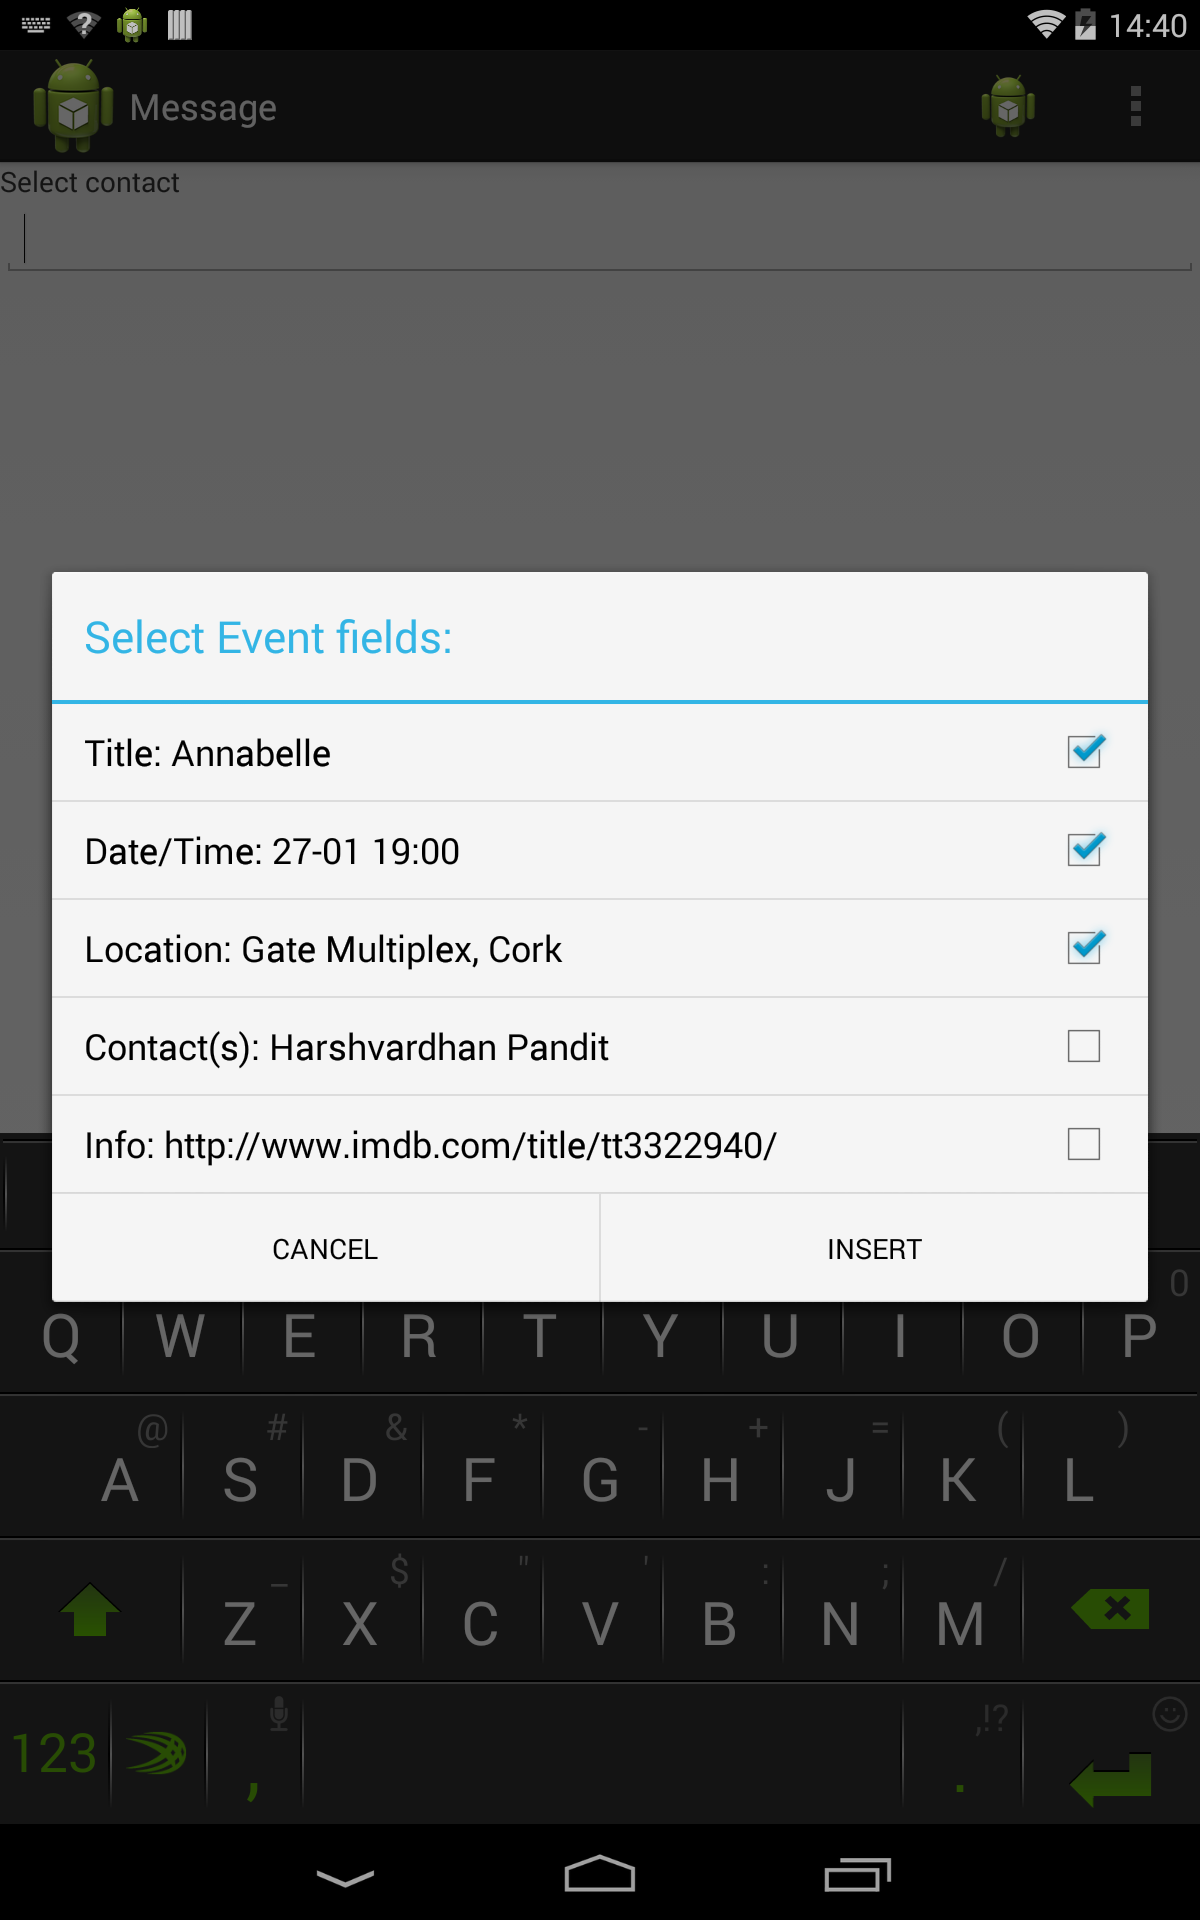 14:40
Message
Select contact
Select Event fields:
Title: Annabelle
Date/Time: 27-01 19:00
Location: Gate Multiplex, Cork
Contact(s): Harshvardhan Pandit
Info: http://www.imdb.com/title/tt3322940/
CANCEL INSERT
0
Q W E R T Y U I O P
@ # & * - + = ( )
A S D F G H J K L
_ $ " ' : ; /
Z X C V B N M
,!?
123 , .